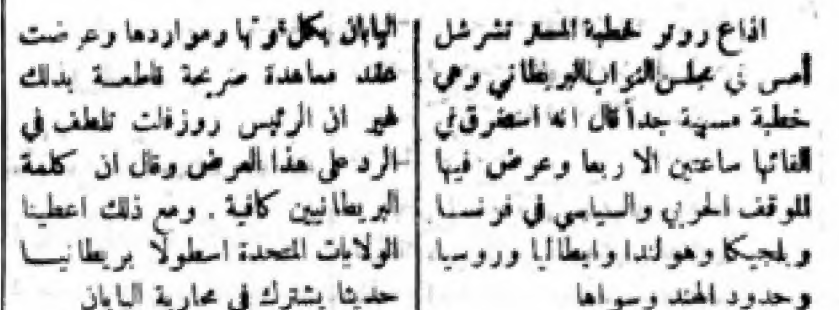 اذاع روتر خطبة المستر تشرشل
أمس في مجلس النواب البريطاني وهي
خطبة مسهبة جداً قال انه استغرق في
القائها ساعتين الا ربعا وعرض فيها
للموقف الحربي والسياسي في فرنسا
وبلجيكا وهولندا وايطاليا وروسيا
وحدود الهند وسواها
اليابان بكل قوتها ومواردها وعرضت
عقد معاهدة صريحة قاطعة بذلك
غير ان الرئيس روزفلت تلطف في
الرد على هذا العرض وقال ان كلمة
البريطانيين كافية . ومع ذلك اعطينا
الولايات المتحدة اسطولا بريطانيا
حديثا يشترك في محاربة اليابان